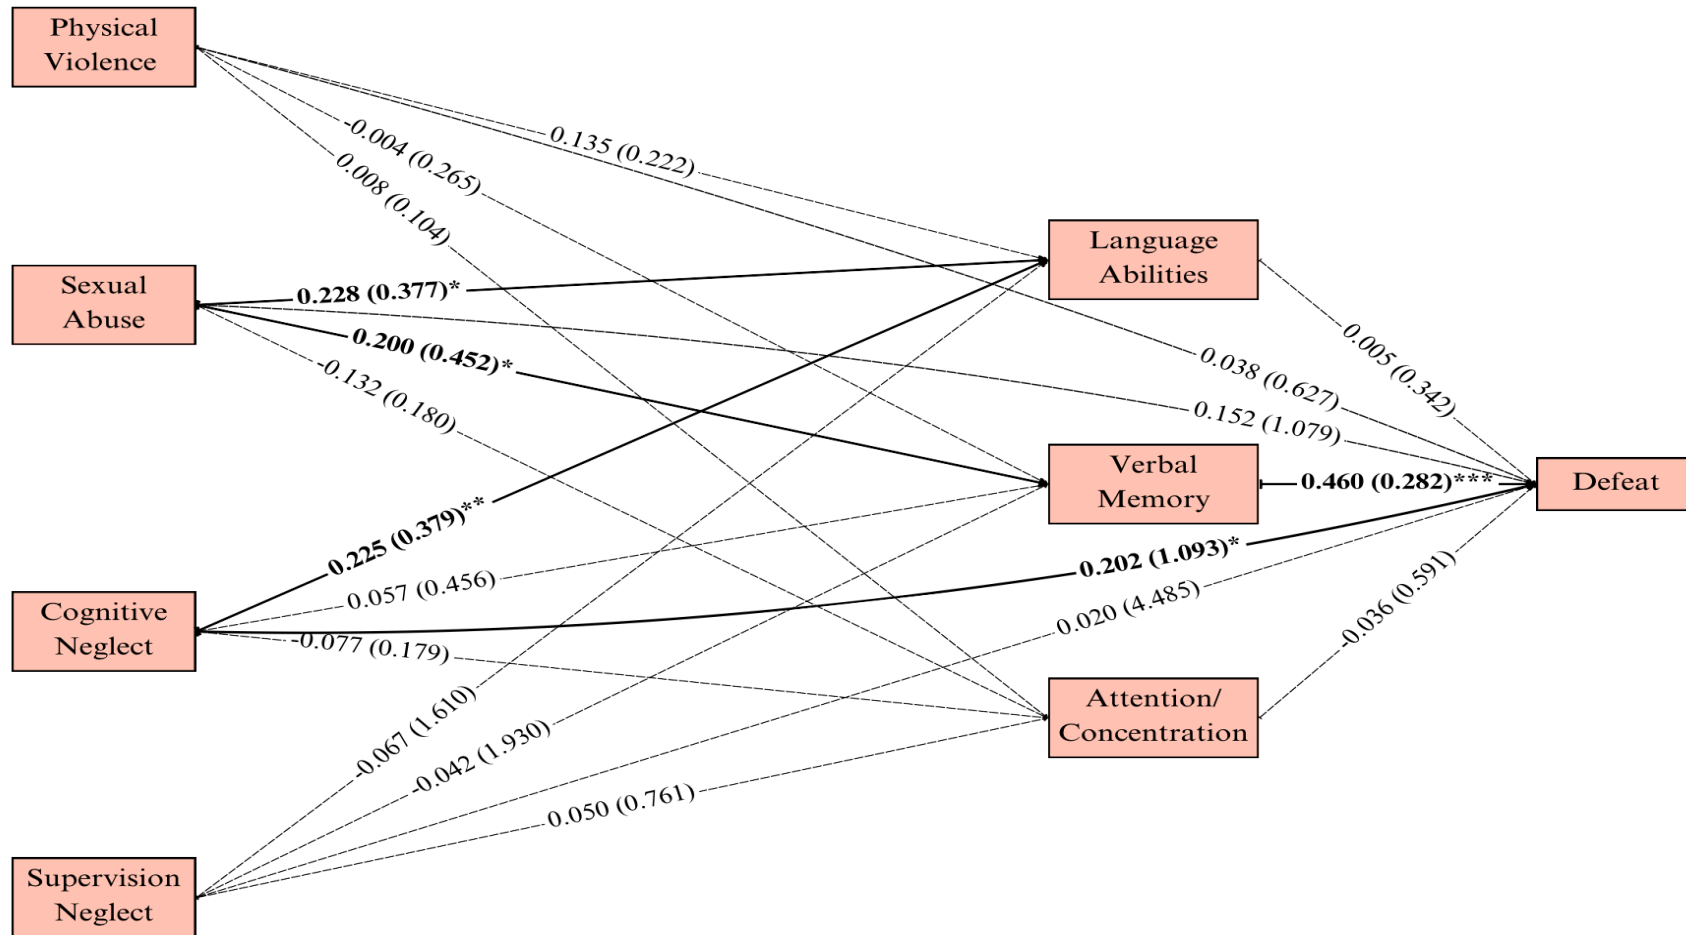 Physical
Violence
0.135 (0.222)
-0.004 (0.265)
0.008 (0.104)
Language
Abilities
Sexual
Abuse
0.228 (0.377)*
0.200 (0.452)*
-0.132 (0.180)
0.038 (0.627)
0.005 (0.342)
0.152 (1.079)
Verbal
Memory
0.460 (0.282)***
Defeat
0.225 (0.379)**
0.202 (1.093)*
Cognitive
Neglect
0.057 (0.456)
-0.077 (0.179)
0.020 (4.485)
-0.036 (0.591)
Attention/
Concentration
-0.067 (1.610)
-0.042 (1.930)
0.050 (0.761)
Supervision
Neglect